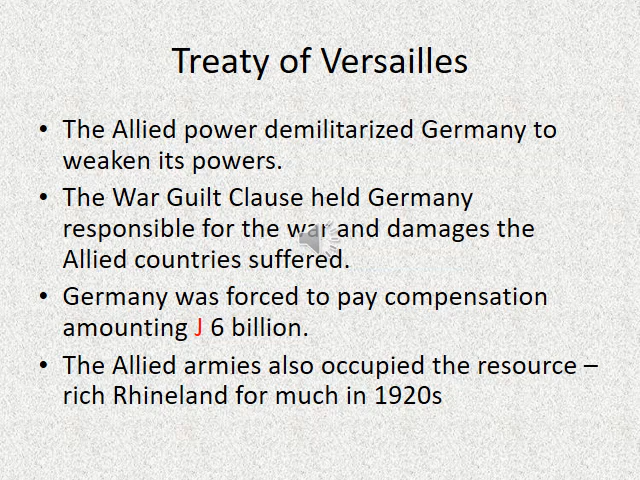 Treaty of Versailles
• The Allied power demilitarized Germany to
weaken its powers.
• The War Guilt Clause held Germany
responsible for the war and damages the
Allied countries suffered.
• Germany was forced to pay compensation
amounting J 6 billion.
• The Allied armies also occupied the resource –
rich Rhineland for much in 1920s